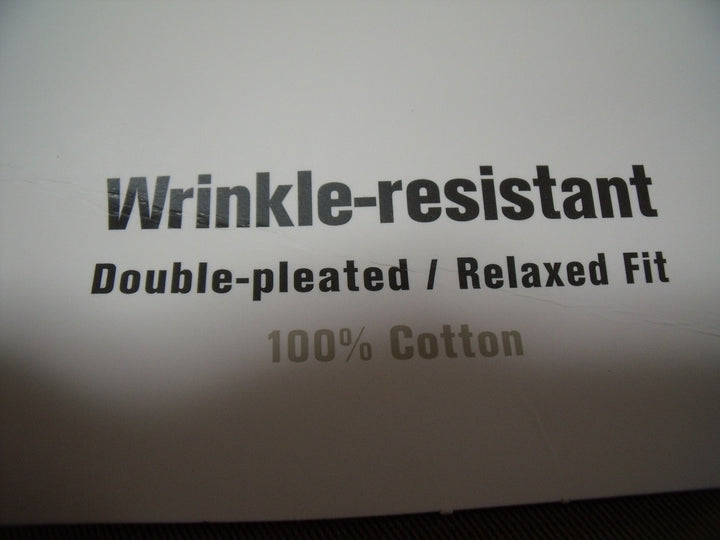 Wrinkle-resistant
Double-pleated / Relaxed Fit
100% Cotton